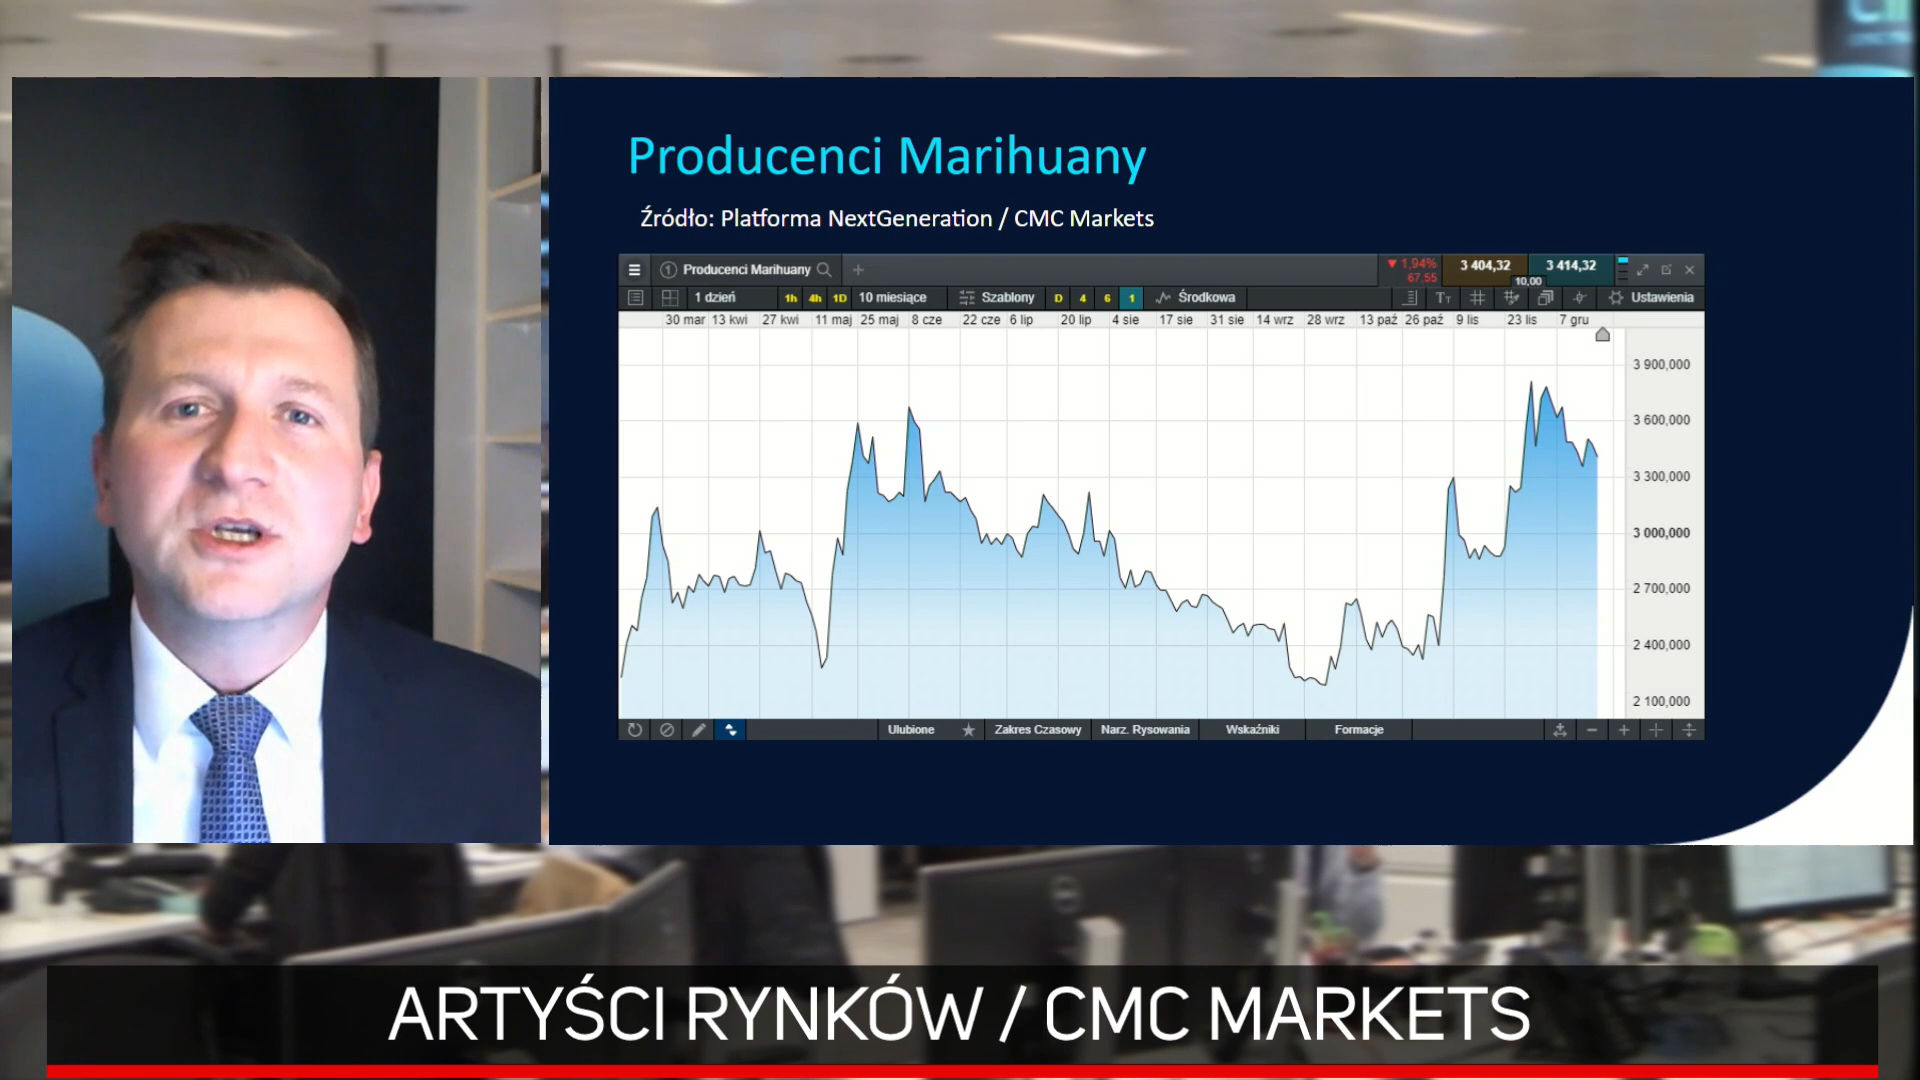 Producenci Marihuany
Źródło: Platforma NextGeneration / CMC Markets
1 Producenci Marihuany + ▼ 1,94% 67,55 3 404,32 10,00 3 414,32
1 dzień 1h 4h 1D 10 miesiące Szablony D 4 6 1 Środkowa Ustawienia
30 mar 13 kwi 27 kwi 11 maj 25 maj 8 cze 22 cze 6 lip 20 lip 4 sie 17 sie 31 sie 14 wrz 28 wrz 13 paź 26 paź 9 lis 23 lis 7 gru
3 900,000
3 600,000
3 300,000
3 000,000
2 700,000
2 400,000
2 100,000
Ulubione Zakres Czasowy Narz. Rysowania Wskaźniki Formacje
ARTYŚCI RYNKÓW / CMC MARKETS